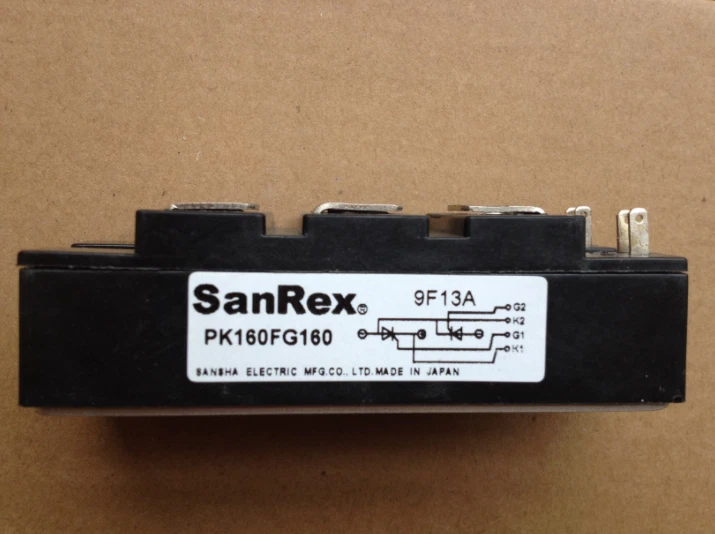 SanRex®
9F13A
PK160FG160
G2
K2
G1
K1
SANSHA ELECTRIC MFG.CO., LTD.MADE IN JAPAN